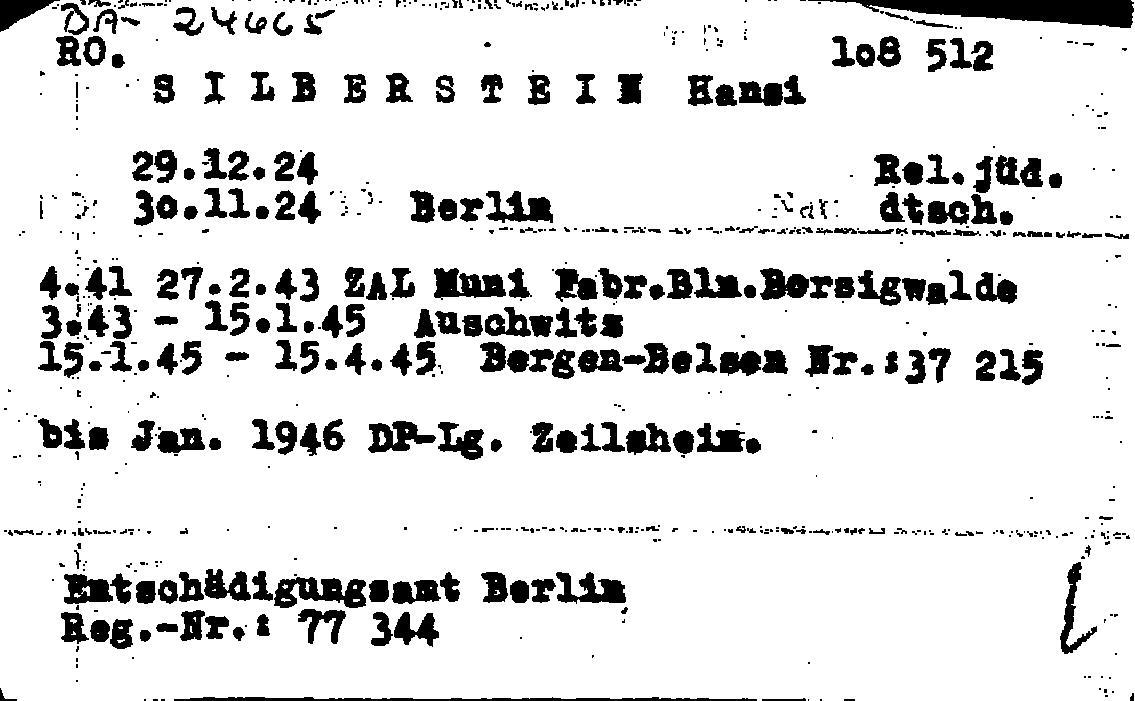 DA- 24665
RO. 108 512
SILBERSTEIN Hansi
29.12.24 Rel.jüd.
30.11.24 Berlin Nat. dtsch.
4.41 27.2.43 ZAL Muni Fabr.Bln.Borsigwalde
3.43 - 15.1.45 Auschwitz
15.1.45 - 15.4.45 Bergen-Belsen Nr.:37 215
bis Jan. 1946 DP-Lg. Zeilsheim.
Entschädigungsamt Berlin
Reg.-Nr.: 77 344